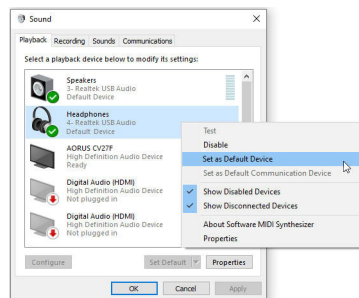 Sound
Playback Recording Sounds Communications
Select a playback device below to modify its settings:
Speakers
3- Realtek USB Audio
Default Device
Headphones
4- Realtek USB Audio
Default Device
AORUS CV27F
High Definition Audio Device
Ready
Digital Audio (HDMI)
High Definition Audio Device
Not plugged in
Digital Audio (HDMI)
High Definition Audio Device
Not plugged in
Test
Disable
Set as Default Device
Set as Default Communication Device
Show Disabled Devices
Show Disconnected Devices
About Software MIDI Synthesizer
Properties
Configure Set Default Properties
OK Cancel Apply